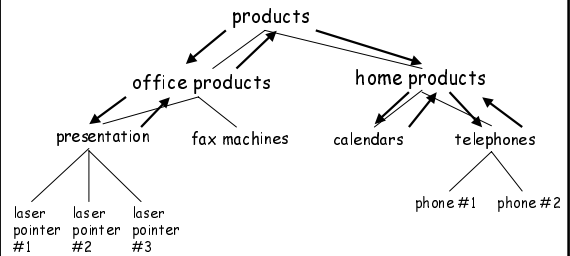 products
office products
home products
presentation
fax machines
calendars
telephones
laser
pointer
#1
laser
pointer
#2
laser
pointer
#3
phone #1
phone #2